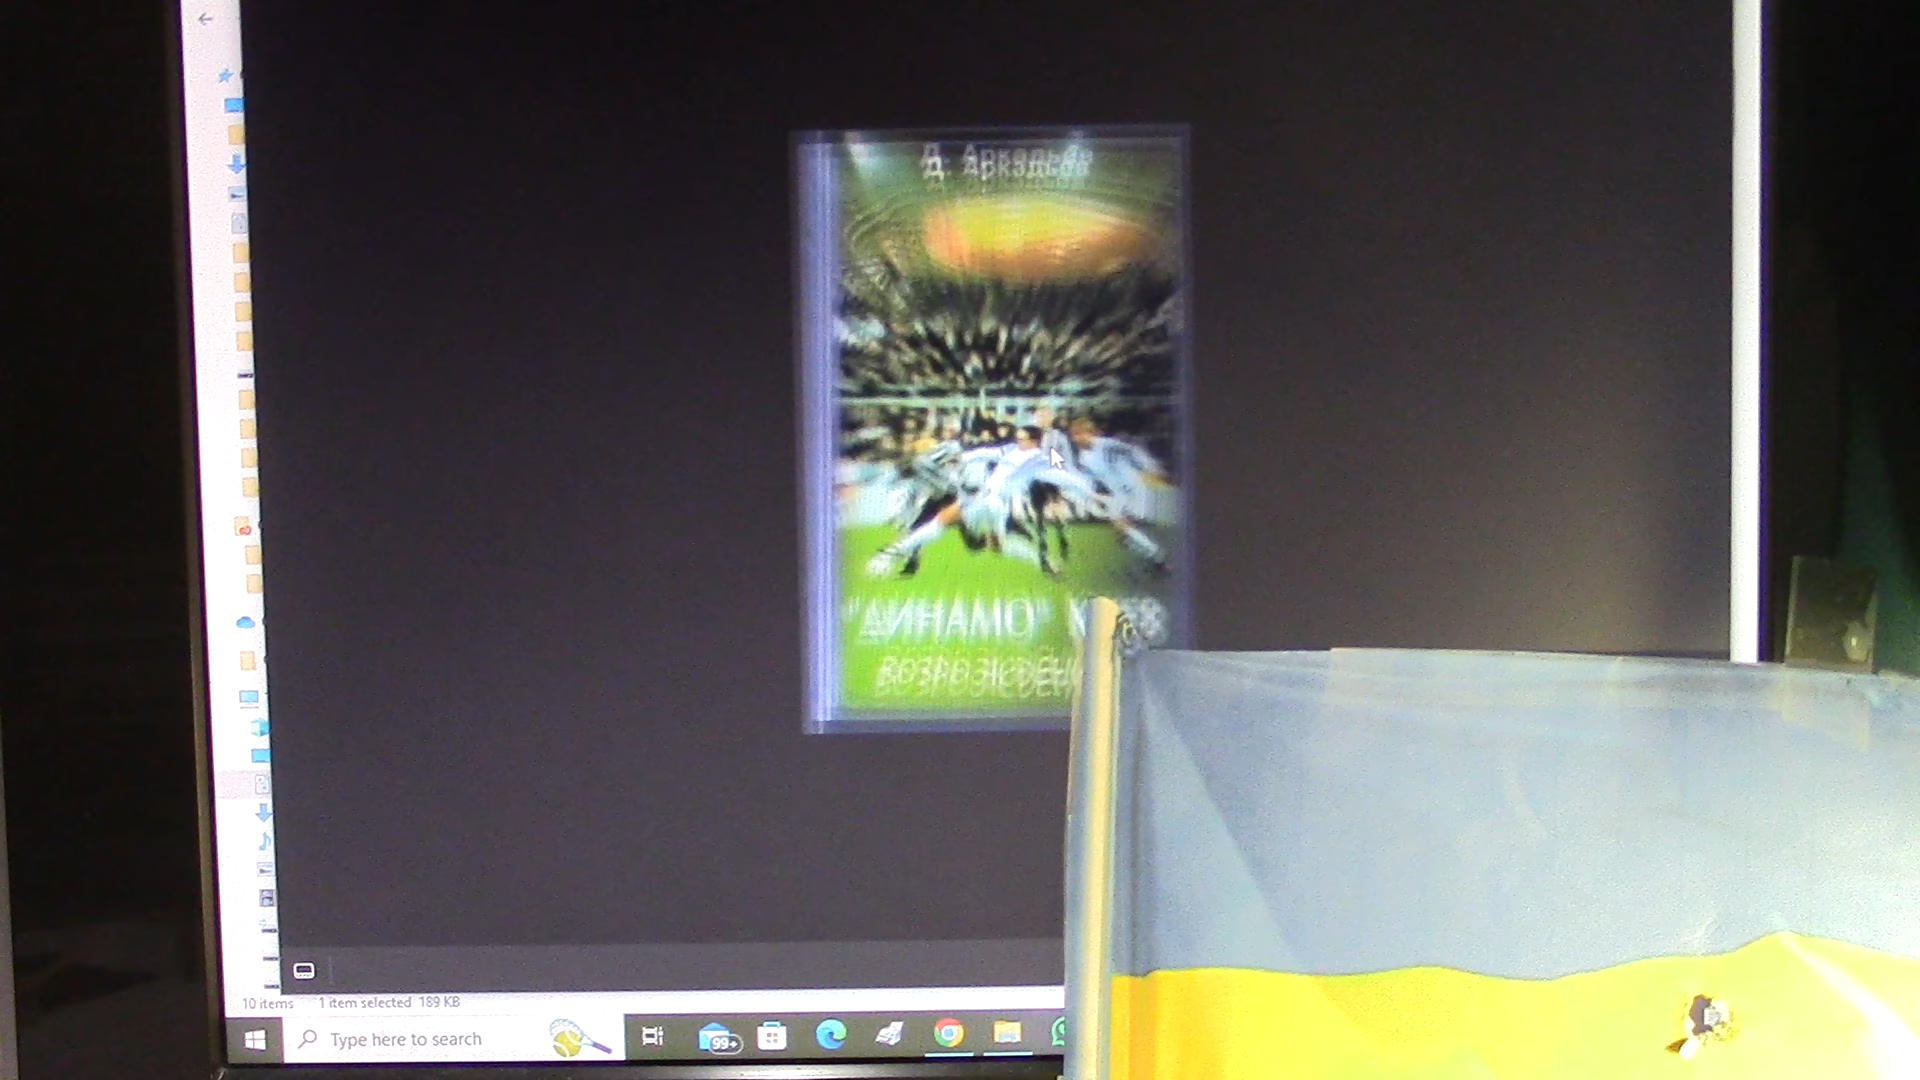 Д. Аркадьев
"ДИНАМО"
10 items 1 item selected 189 KB
Type here to search
99+